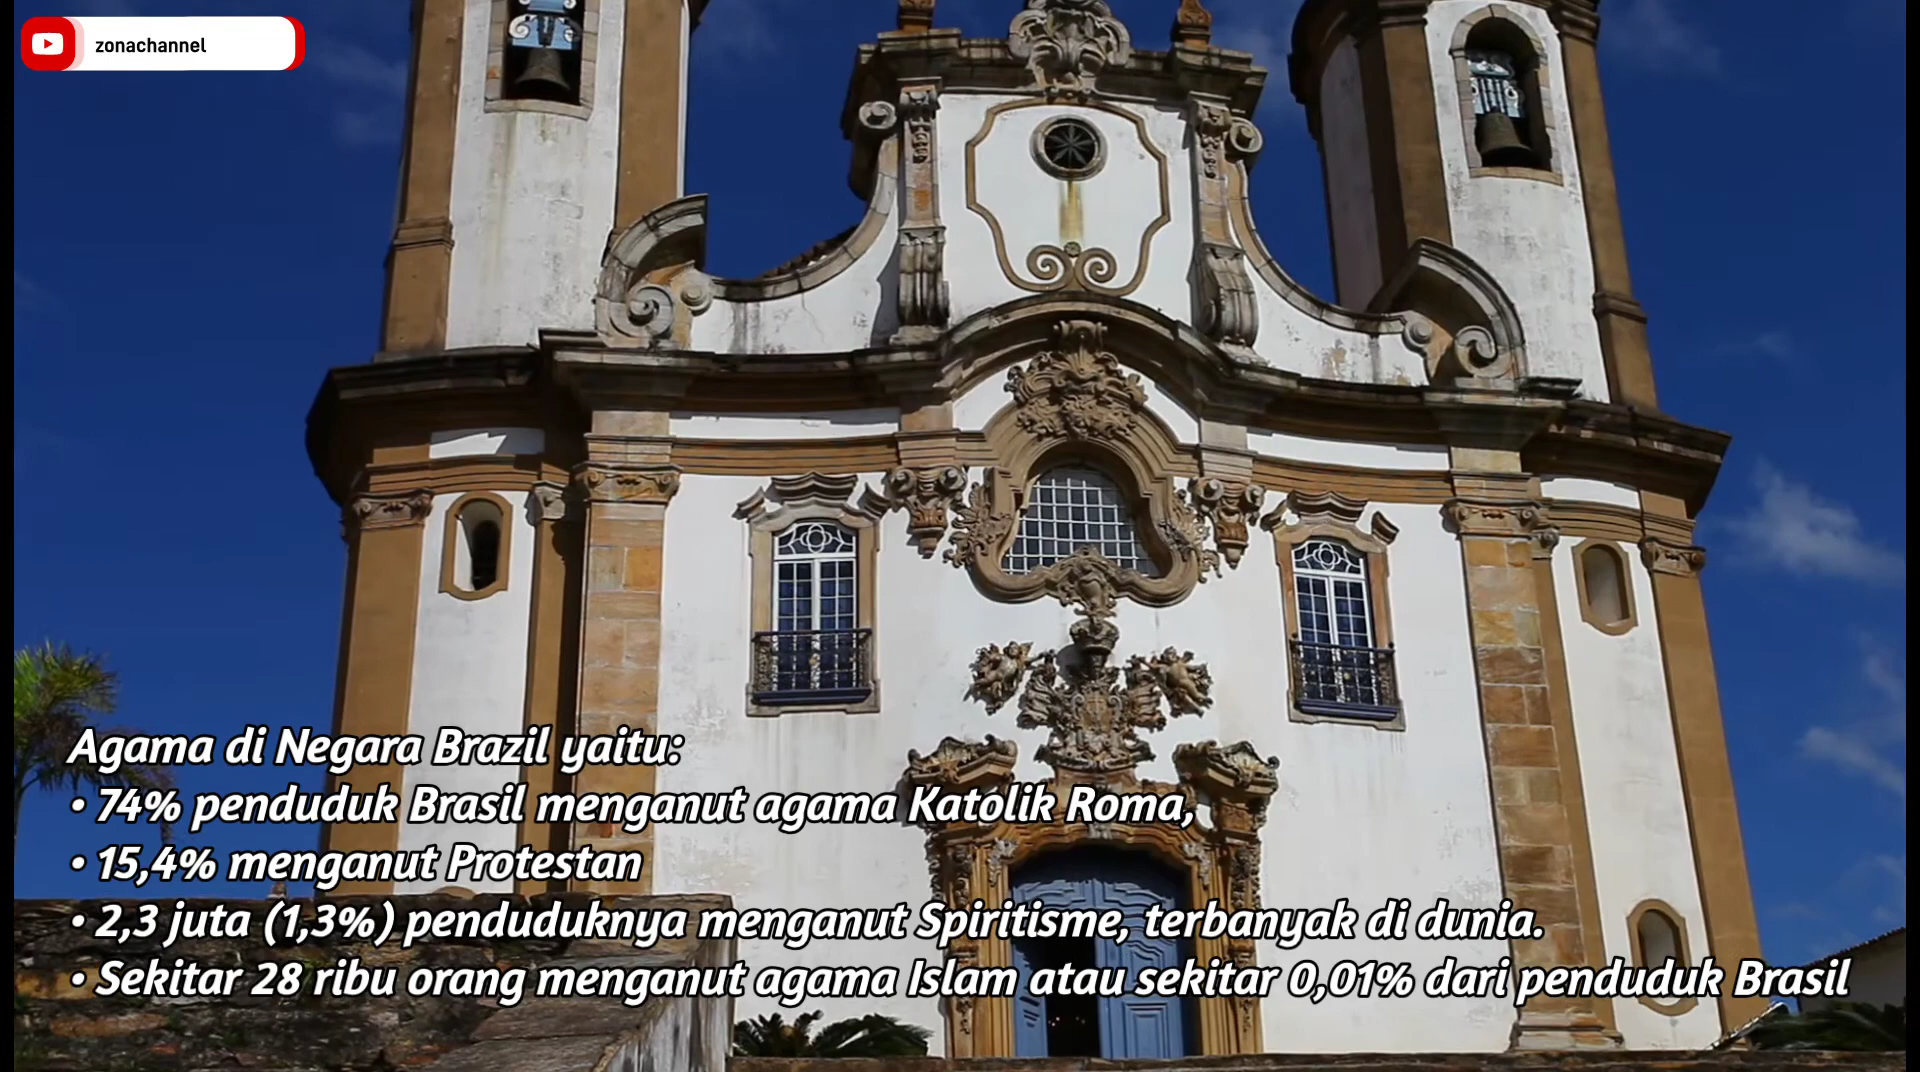 zonachannel
Agama di Negara Brazil yaitu:
• 74% penduduk Brasil menganut agama Katolik Roma,
• 15,4% menganut Protestan
• 2,3 juta (1,3%) penduduknya menganut Spiritisme, terbanyak di dunia.
• Sekitar 28 ribu orang menganut agama Islam atau sekitar 0,01% dari penduduk Brasil